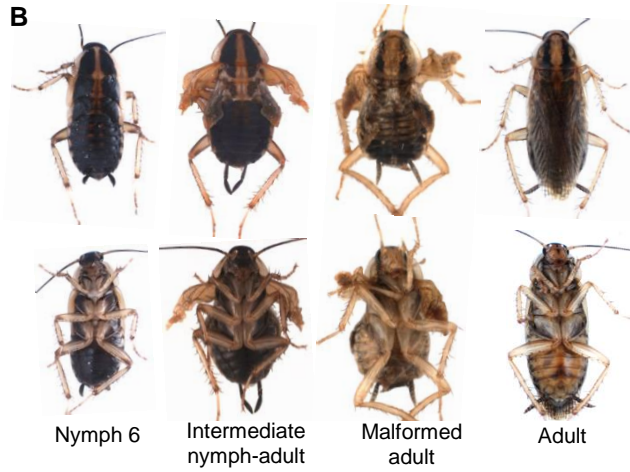 B
Nymph 6
Intermediate
nymph-adult
Malformed
adult
Adult